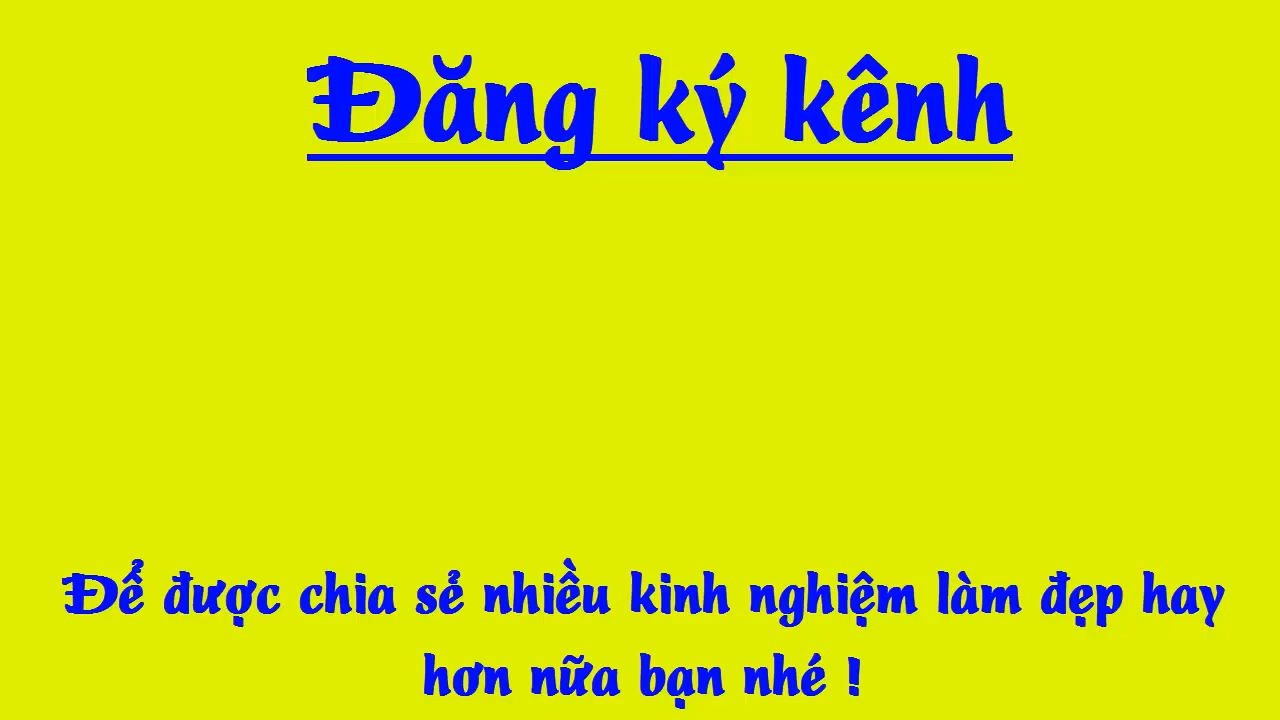 Đăng ký kênh
Để được chia sẻ nhiều kinh nghiệm làm đẹp hay
hơn nữa bạn nhé !